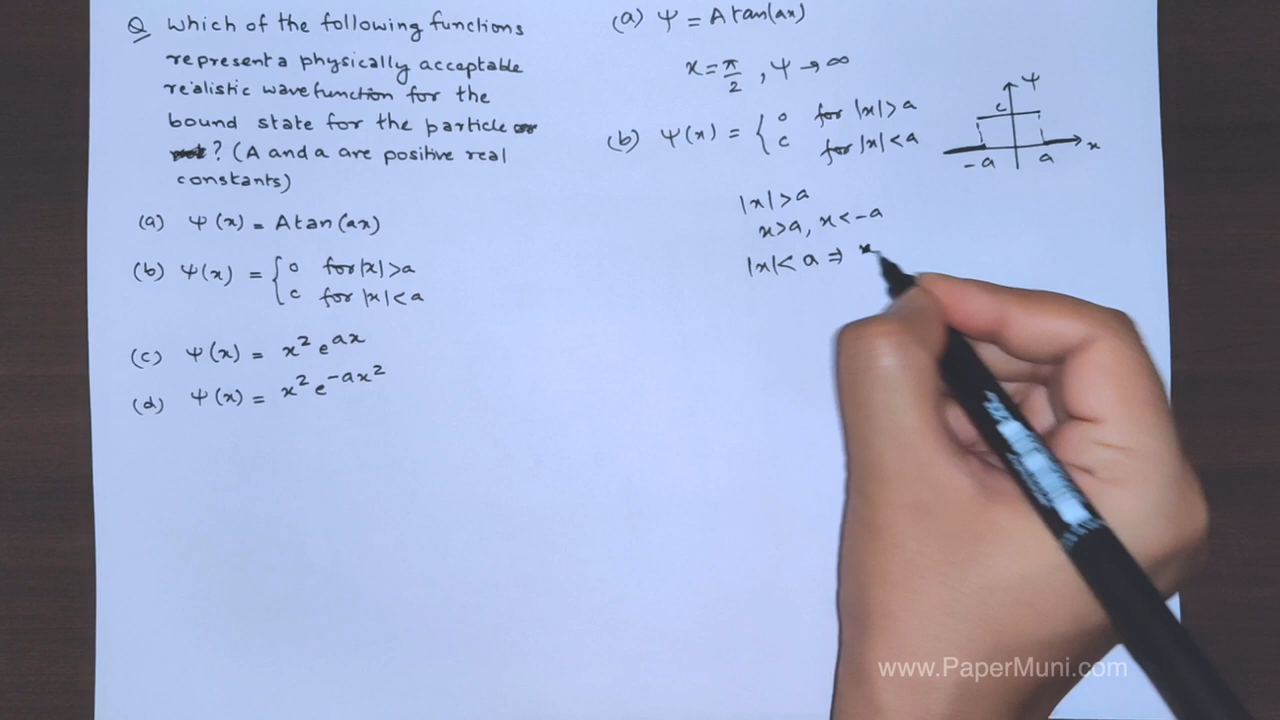 Q Which of the following functions
represent a physically acceptable
realistic wavefunction for the
bound state for the particle or
not? (A and a are positive real
constants)
(a) Ψ(x) = A tan(ax)
(b) Ψ(x) = { 0 for |x| > a
c for |x| < a
(c) Ψ(x) = x² e^ax
(d) Ψ(x) = x² e^-ax²
(a) Ψ = A tan(ax)
x = π/2 , Ψ → ∞
(b) Ψ(x) = { 0 for |x| > a
c for |x| < a
Ψ
c
-a a x
|x| > a
x > a, x < -a
|x| < a ⇒ x
www.PaperMuni.com